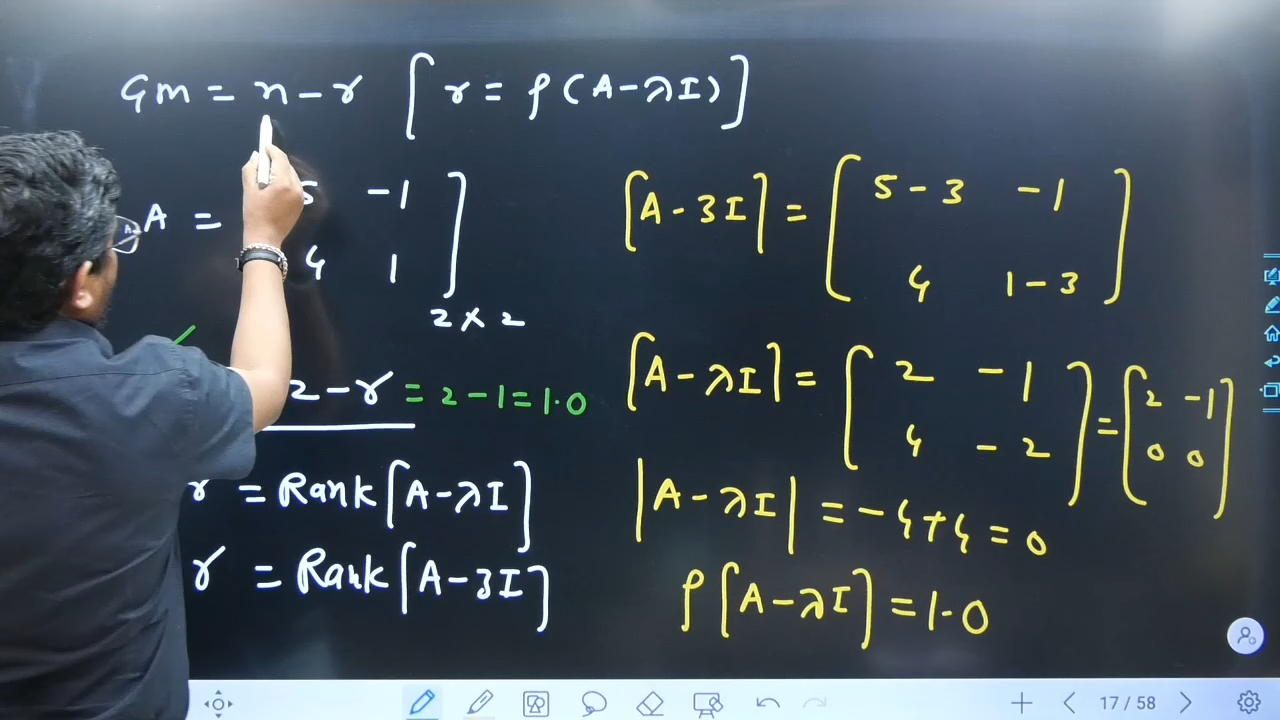 GM = n - r [r = ρ(A-λI)]
A = 5 -1
4 1
2×2
2-r = 2-1=1.0
r = Rank[A-λI]
r = Rank[A-3I]
[A-3I] = [5-3 -1
4 1-3]
[A-λI] = [2 -1
4 -2] = [2 -1
0 0]
|A-λI| = -4+4=0
ρ[A-λI] = 1.0
17 / 58